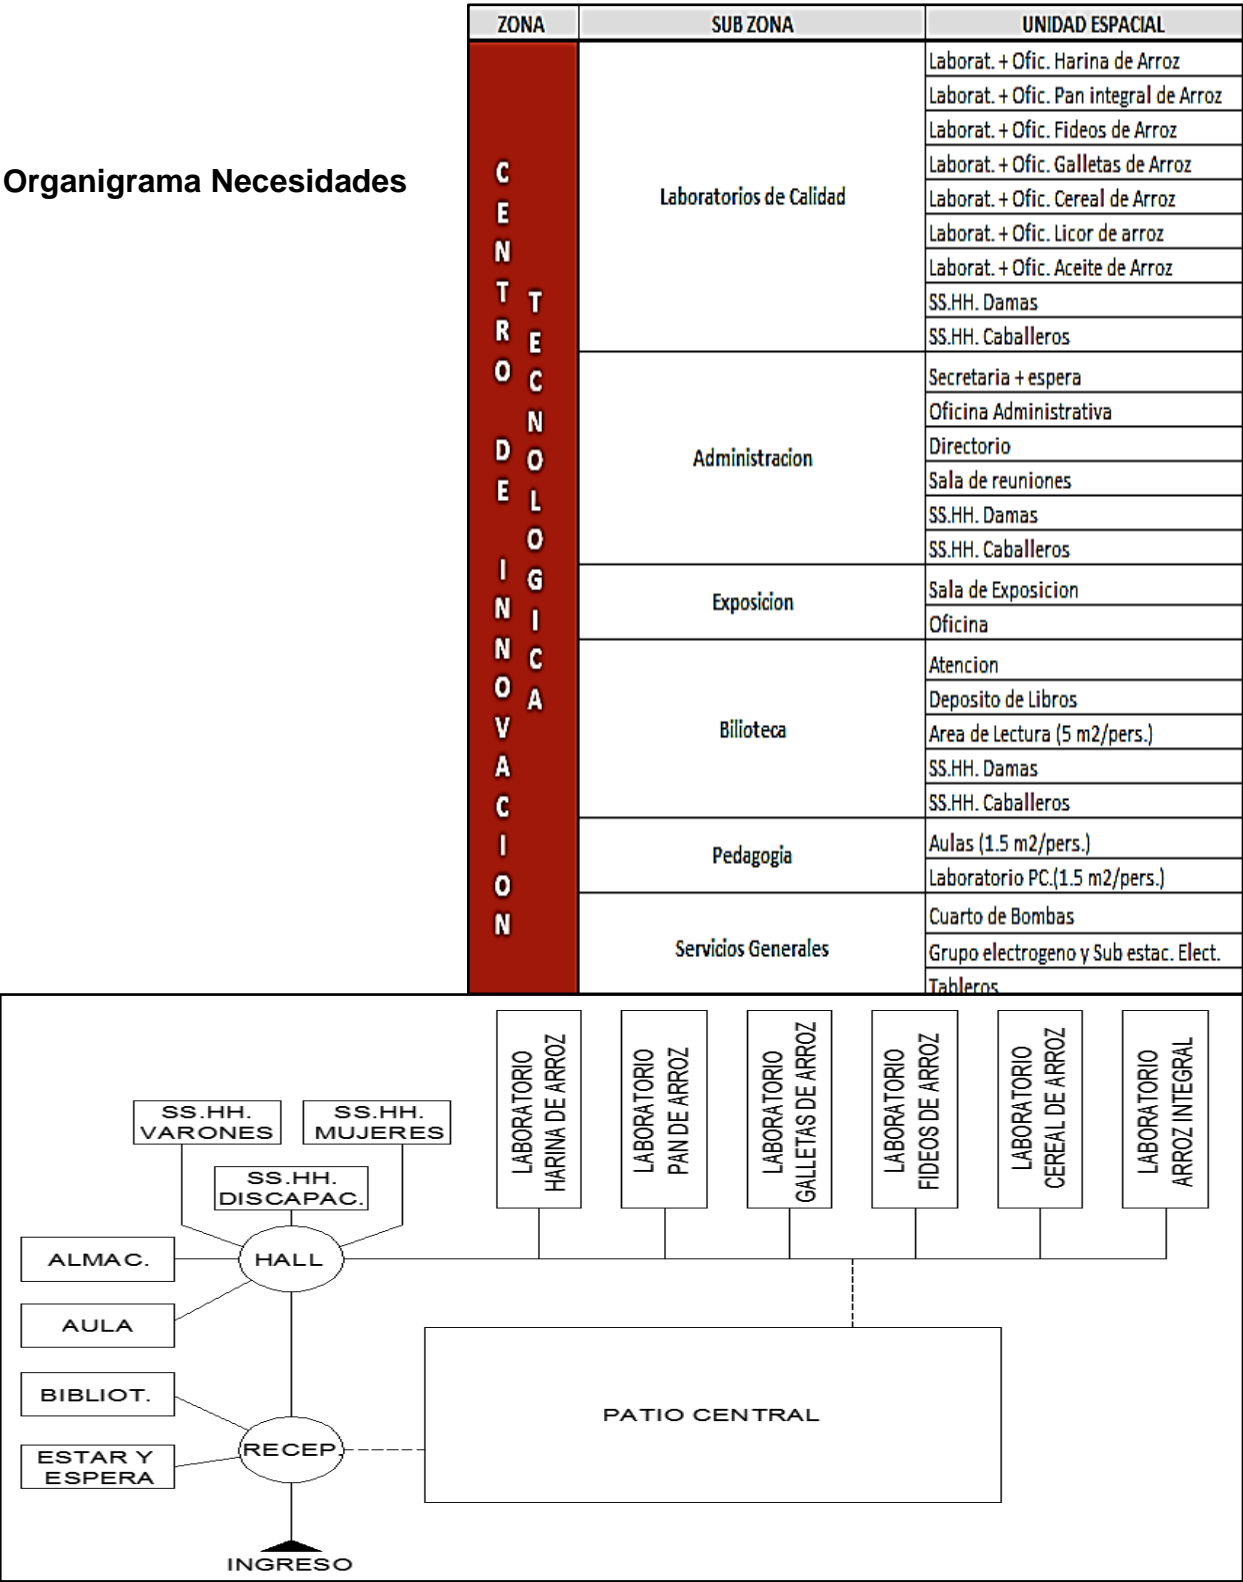 Organigrama Necesidades
ZONA SUB ZONA UNIDAD ESPACIAL
CENTRO DE INNOVACION
TECNOLOGICA
Laboratorios de Calidad
Laborat. + Ofic. Harina de Arroz
Laborat. + Ofic. Pan integral de Arroz
Laborat. + Ofic. Fideos de Arroz
Laborat. + Ofic. Galletas de Arroz
Laborat. + Ofic. Cereal de Arroz
Laborat. + Ofic. Licor de arroz
Laborat. + Ofic. Aceite de Arroz
SS.HH. Damas
SS.HH. Caballeros
Administracion
Secretaria + espera
Oficina Administrativa
Directorio
Sala de reuniones
SS.HH. Damas
SS.HH. Caballeros
Exposicion
Sala de Exposicion
Oficina
Bilioteca
Atencion
Deposito de Libros
Area de Lectura (5 m2/pers.)
SS.HH. Damas
SS.HH. Caballeros
Pedagogia
Aulas (1.5 m2/pers.)
Laboratorio PC.(1.5 m2/pers.)
Servicios Generales
Cuarto de Bombas
Grupo electrogeno y Sub estac. Elect.
Tableros
LABORATORIO
HARINA DE ARROZ
LABORATORIO
PAN DE ARROZ
LABORATORIO
GALLETAS DE ARROZ
LABORATORIO
FIDEOS DE ARROZ
LABORATORIO
CEREAL DE ARROZ
LABORATORIO
ARROZ INTEGRAL
SS.HH.
VARONES
SS.HH.
MUJERES
SS.HH.
DISCAPAC.
ALMAC.
HALL
AULA
BIBLIOT.
PATIO CENTRAL
RECEP.
ESTAR Y
ESPERA
INGRESO